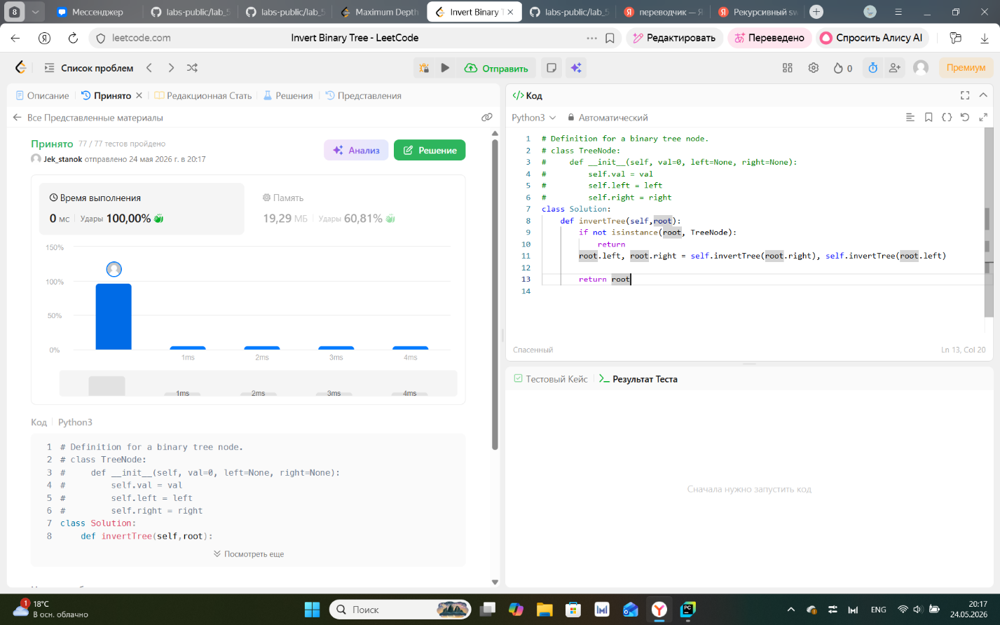 8
Мессенджер
labs-public/lab_5
labs-public/lab_5
Maximum Depth
Invert Binary T
labs-public/lab_5
переводчик — Я
Рекурсивный sw
leetcode.com
Invert Binary Tree - LeetCode
Редактировать
Переведено
Спросить Алису AI
Список проблем
Отправить
0
Премиум
Описание
Принято
Редакционная Стать
Решения
Представления
Все Представленные материалы
Принято 77 / 77 тестов пройдено
Jek_stanok отправлено 24 мая 2026 г. в 20:17
Анализ
Решение
Время выполнения
0 мс Удары 100,00%
Память
19,29 МБ Удары 60,81%
150%
100%
50%
0%
1ms 2ms 3ms 4ms
1ms 2ms 3ms 4ms
Код Python3
1 # Definition for a binary tree node.
2 # class TreeNode:
3 #     def __init__(self, val=0, left=None, right=None):
4 #         self.val = val
5 #         self.left = left
6 #         self.right = right
7 class Solution:
8     def invertTree(self,root):
Посмотреть еще
Код
Python3 Автоматический
1 # Definition for a binary tree node.
2 # class TreeNode:
3 #     def __init__(self, val=0, left=None, right=None):
4 #         self.val = val
5 #         self.left = left
6 #         self.right = right
7 class Solution:
8     def invertTree(self,root):
9         if not isinstance(root, TreeNode):
10             return
11         root.left, root.right = self.invertTree(root.right), self.invertTree(root.left)
12
13         return root
14
Спасенный
Ln 13, Col 20
Тестовый Кейс
Результат Теста
Сначала нужно запустить код
1
18°C
В осн. облачно
Поиск
PC
ENG
20:17
24.05.2026